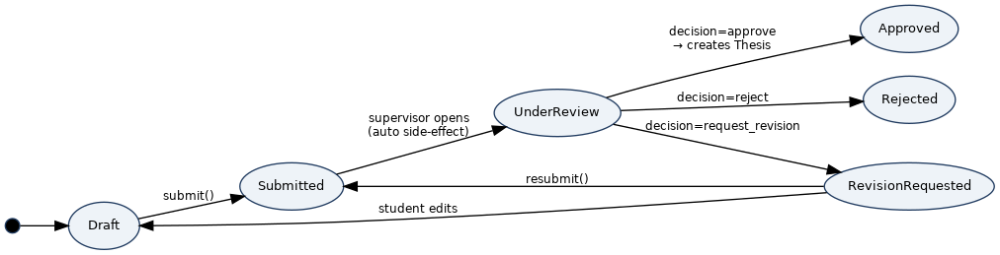 decision=approve
→ creates Thesis
Approved
decision=reject
Rejected
supervisor opens
(auto side-effect)
UnderReview
decision=request_revision
submit()
Submitted
resubmit()
RevisionRequested
student edits
Draft